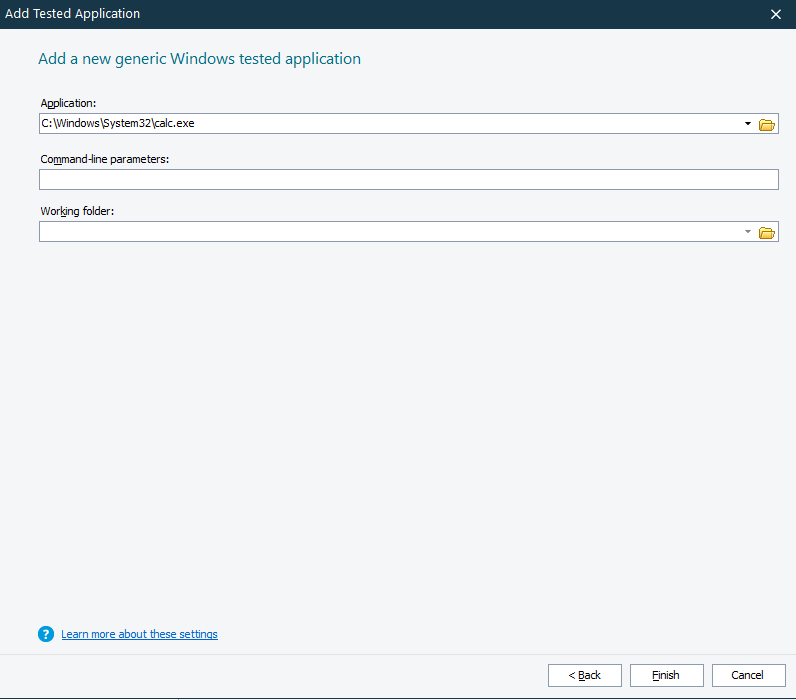 Add Tested Application
Add a new generic Windows tested application
Application:
C:\Windows\System32\calc.exe
Command-line parameters:
Working folder:
? Learn more about these settings
< Back Finish Cancel